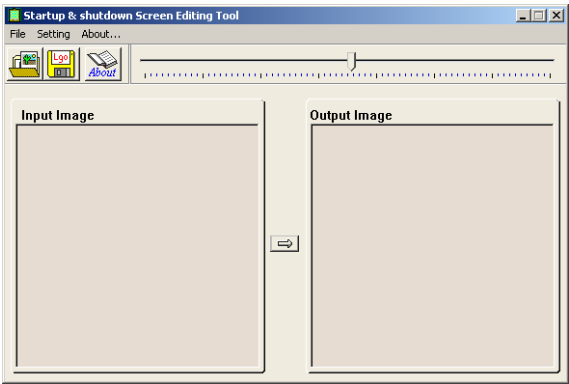 Startup & shutdown Screen Editing Tool
File Setting About...
Lgo
About
Input Image
Output Image